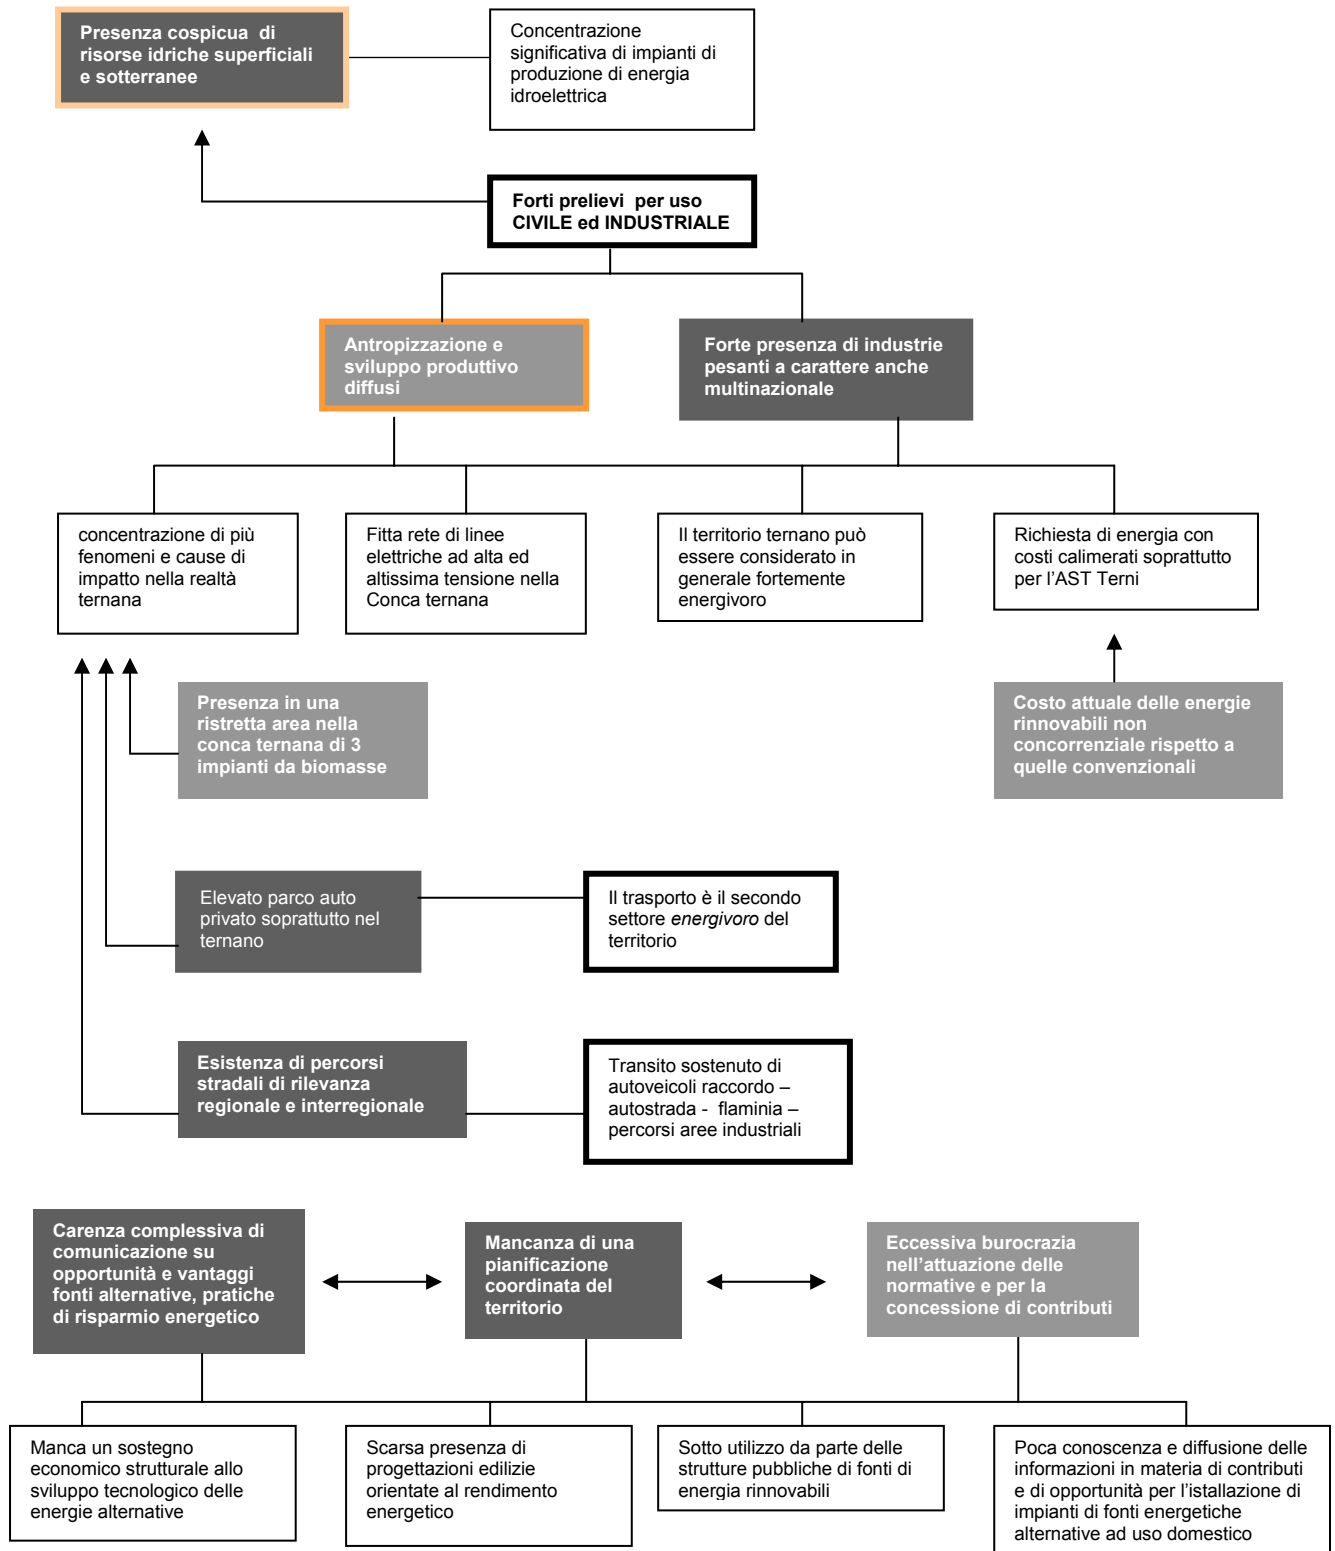 Presenza cospicua di
risorse idriche superficiali
e sotterranee
Concentrazione
significativa di impianti di
produzione di energia
idroelettrica
Forti prelievi per uso
CIVILE ed INDUSTRIALE
Antropizzazione e
sviluppo produttivo
diffusi
Forte presenza di industrie
pesanti a carattere anche
multinazionale
concentrazione di più
fenomeni e cause di
impatto nella realtà
ternana
Fitta rete di linee
elettriche ad alta ed
altissima tensione nella
Conca ternana
Il territorio ternano può
essere considerato in
generale fortemente
energivoro
Richiesta di energia con
costi calimerati soprattutto
per l'AST Terni
Presenza in una
ristretta area nella
conca ternana di 3
impianti da biomasse
Costo attuale delle energie
rinnovabili non
concorrenziale rispetto a
quelle convenzionali
Elevato parco auto
privato soprattutto nel
ternano
Il trasporto è il secondo
settore energivoro del
territorio
Esistenza di percorsi
stradali di rilevanza
regionale e interregionale
Transito sostenuto di
autoveicoli raccordo –
autostrada - flaminia –
percorsi aree industriali
Carenza complessiva di
comunicazione su
opportunità e vantaggi
fonti alternative, pratiche
di risparmio energetico
Mancanza di una
pianificazione
coordinata del
territorio
Eccessiva burocrazia
nell'attuazione delle
normative e per la
concessione di contributi
Manca un sostegno
economico strutturale allo
sviluppo tecnologico delle
energie alternative
Scarsa presenza di
progettazioni edilizie
orientate al rendimento
energetico
Sotto utilizzo da parte delle
strutture pubbliche di fonti di
energia rinnovabili
Poca conoscenza e diffusione delle
informazioni in materia di contributi
e di opportunità per l'istallazione di
impianti di fonti energetiche
alternative ad uso domestico